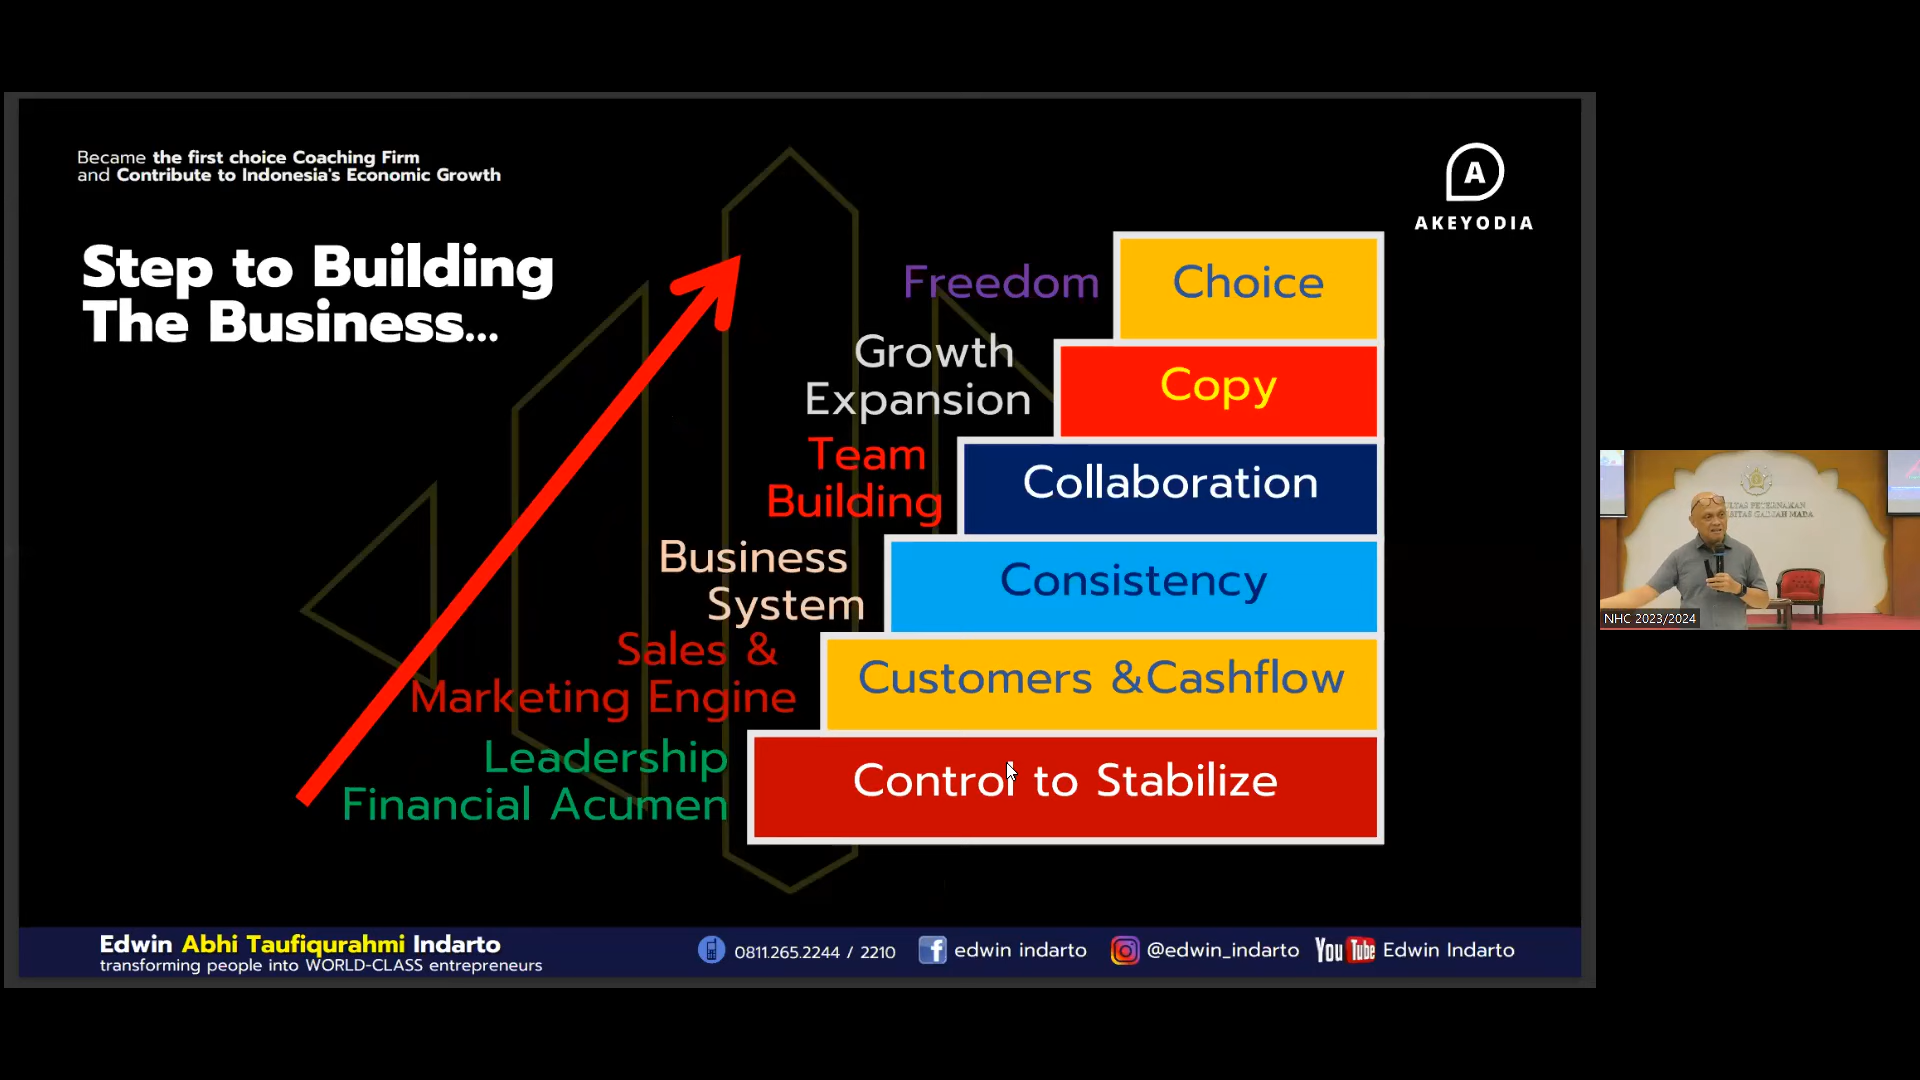 Became the first choice Coaching Firm
and Contribute to Indonesia's Economic Growth
A
AKEYODIA
Step to Building
The Business...
Freedom
Choice
Growth
Expansion
Copy
Team
Building
Collaboration
Business
System
Consistency
Sales &
Marketing Engine
Customers &Cashflow
Leadership
Financial Acumen
Control to Stabilize
Edwin Abhi Taufiqurahmi Indarto
transforming people into WORLD-CLASS entrepreneurs
0811.265.2244 / 2210
f edwin indarto
@edwin_indarto
You Tube Edwin Indarto
NHC 2023/2024